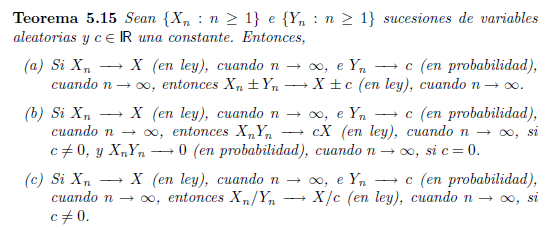 Teorema 5.15 Sean {Xₙ : n ≥ 1} e {Yₙ : n ≥ 1} sucesiones de variables
aleatorias y c ∈ IR una constante. Entonces,
(a) Si Xₙ ⟶ X (en ley), cuando n → ∞, e Yₙ ⟶ c (en probabilidad),
cuando n → ∞, entonces Xₙ ± Yₙ ⟶ X ± c (en ley), cuando n → ∞.
(b) Si Xₙ ⟶ X (en ley), cuando n → ∞, e Yₙ ⟶ c (en probabilidad),
cuando n → ∞, entonces XₙYₙ ⟶ cX (en ley), cuando n → ∞, si
c ≠ 0, y XₙYₙ ⟶ 0 (en probabilidad), cuando n → ∞, si c = 0.
(c) Si Xₙ ⟶ X (en ley), cuando n → ∞, e Yₙ ⟶ c (en probabilidad),
cuando n → ∞, entonces Xₙ/Yₙ ⟶ X/c (en ley), cuando n → ∞, si
c ≠ 0.